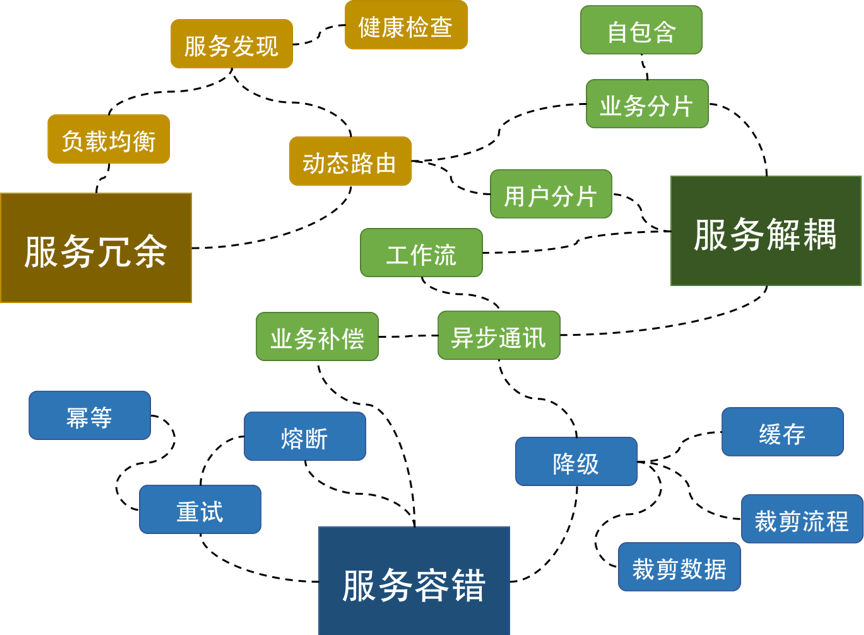 健康检查
服务发现
自包含
业务分片
负载均衡
动态路由
用户分片
服务冗余
服务解耦
工作流
业务补偿
异步通讯
幂等
熔断
缓存
降级
重试
裁剪流程
裁剪数据
服务容错